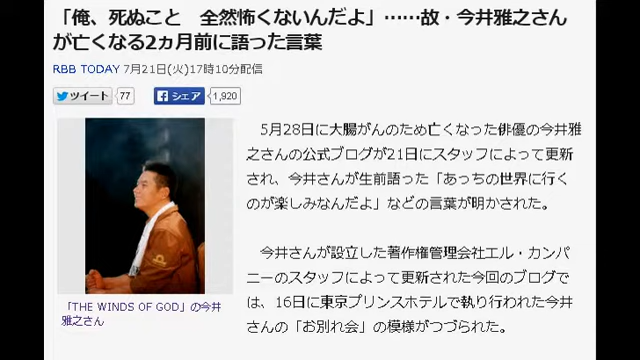 「俺、死ぬこと　全然怖くないんだよ」……故・今井雅之さん
が亡くなる2ヵ月前に語った言葉
RBB TODAY 7月21日(火)17時10分配信
ツイート 77 シェア 1,920
5月28日に大腸がんのため亡くなった俳優の今井雅
之さんの公式ブログが21日にスタッフによって更新
され、今井さんが生前語った「あっちの世界に行く
のが楽しみなんだよ」などの言葉が明かされた。
今井さんが設立した著作権管理会社エル・カンパ
ニーのスタッフによって更新された今回のブログで
は、16日に東京プリンスホテルで執り行われた今井
さんの「お別れ会」の模様がつづられた。
「THE WINDS OF GOD」の今井
雅之さん